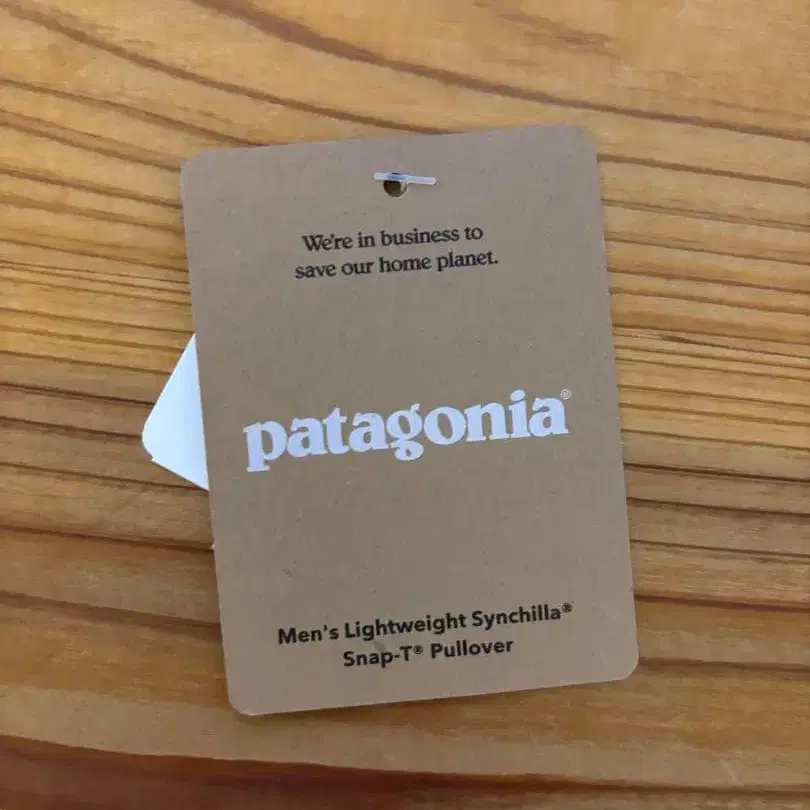 We're in business to
save our home planet.
patagonia®
Men's Lightweight Synchilla®
Snap-T® Pullover